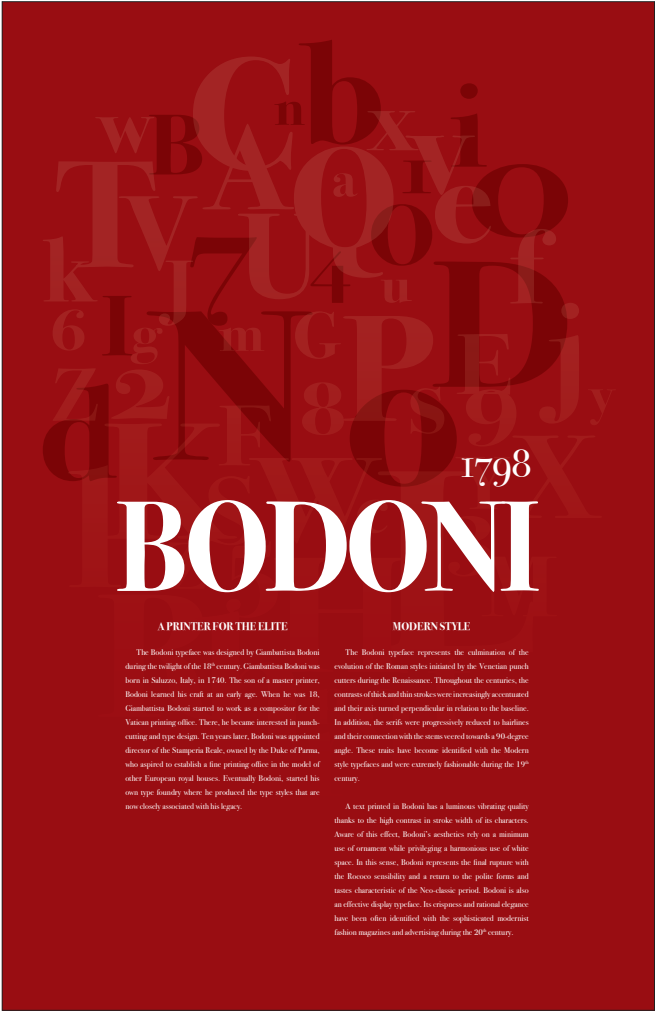 C b
w B n x i
T A Q a I v e o
V U O
k J 7 4 u f
6 I g N m G P D
E j
Z 2 8 S 9 y
d K F W O X
1798
BODONI
A PRINTER FOR THE ELITE
The Bodoni typeface was designed by Giambattista Bodoni
during the twilight of the 18th century. Giambattista Bodoni was
born in Saluzzo, Italy, in 1740. The son of a master printer,
Bodoni learned his craft at an early age. When he was 18,
Giambattista Bodoni started to work as a compositor for the
Vatican printing office. There, he became interested in punch-
cutting and type design. Ten years later, Bodoni was appointed
director of the Stamperia Reale, owned by the Duke of Parma,
who aspired to establish a fine printing office in the model of
other European royal houses. Eventually Bodoni, started his
own type foundry where he produced the type styles that are
now closely associated with his legacy.
MODERN STYLE
The Bodoni typeface represents the culmination of the
evolution of the Roman styles initiated by the Venetian punch
cutters during the Renaissance. Throughout the centuries, the
contrasts of thick and thin strokes were increasingly accentuated
and their axis turned perpendicular in relation to the baseline.
In addition, the serifs were progressively reduced to hairlines
and their connection with the stems veered towards a 90-degree
angle. These traits have become identified with the Modern
style typefaces and were extremely fashionable during the 19th
century.
A text printed in Bodoni has a luminous vibrating quality
thanks to the high contrast in stroke width of its characters.
Aware of this effect, Bodoni's aesthetics rely on a minimum
use of ornament while privileging a harmonious use of white
space. In this sense, Bodoni represents the final rupture with
the Rococo sensibility and a return to the polite forms and
tastes characteristic of the Neo-classic period. Bodoni is also
an effective display typeface. Its crispness and rational elegance
have been often identified with the sophisticated modernist
fashion magazines and advertising during the 20th century.